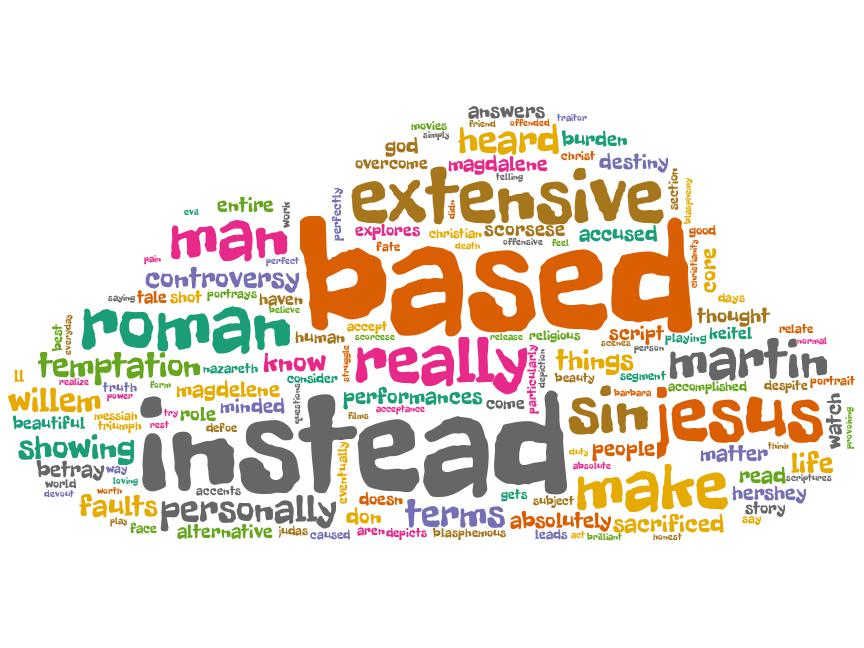 answers
movies
friend
offended
traitor
simply
heard
burden
god
overcome
magdalene
christ
destiny
telling
extensive
section
blasphemy
perfectly
didn
evil
entire
work
explores
christian
scorsese
accused
good
man
fate
death
offensive
feel
christianity
core
pain
perfect
based
controversy
saying
tale
shot
portrays
haven
believe
days
thought
roman
human
accept
scorcese
release
religious
script
playing
keitel
relate
normal
best
everyday
struggle
really
particularly
depiction
scenes
person
martin
temptation
nazareth
know
things
ll
realize
truth
power
form
magdelene
consider
questions
beauty
segment
accomplished
despite
portrait
willem
performances
come
barbara
beautiful
messiah
triumph
try
rest
role
minded
defoe
films
acceptance
instead
sin
jesus
watch
provoking
showing
betray
way
world
devout
loving
worth
eventually
duty
people
absolute
matter
think
life
read
scriptures
accents
doesn
gets
subject
make
hershey
story
faults
personally
don
terms
absolutely
sacrificed
say
play
face
alternative
judas
caused
aren
depicts
blasphemous
leads
act
brilliant
honest